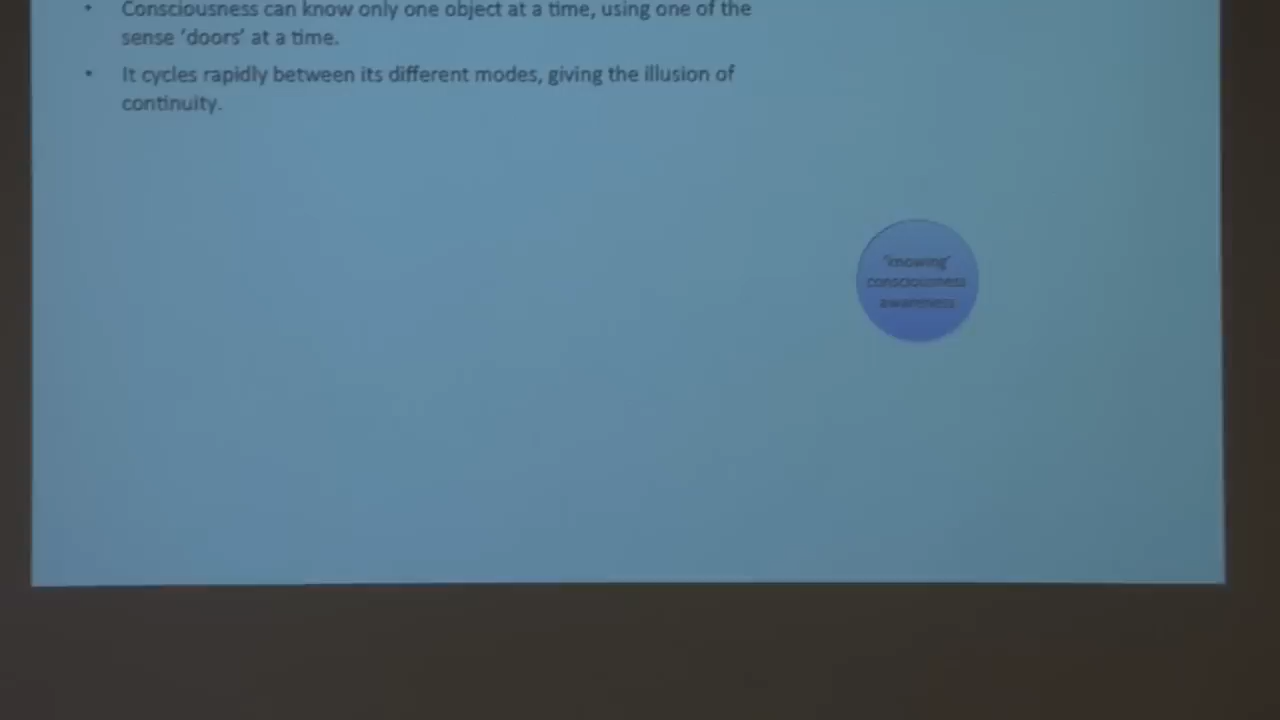 • Consciousness can know only one object at a time, using one of the
sense ‘doors’ at a time.
• It cycles rapidly between its different modes, giving the illusion of
continuity.
‘knowing’
consciousness
awareness